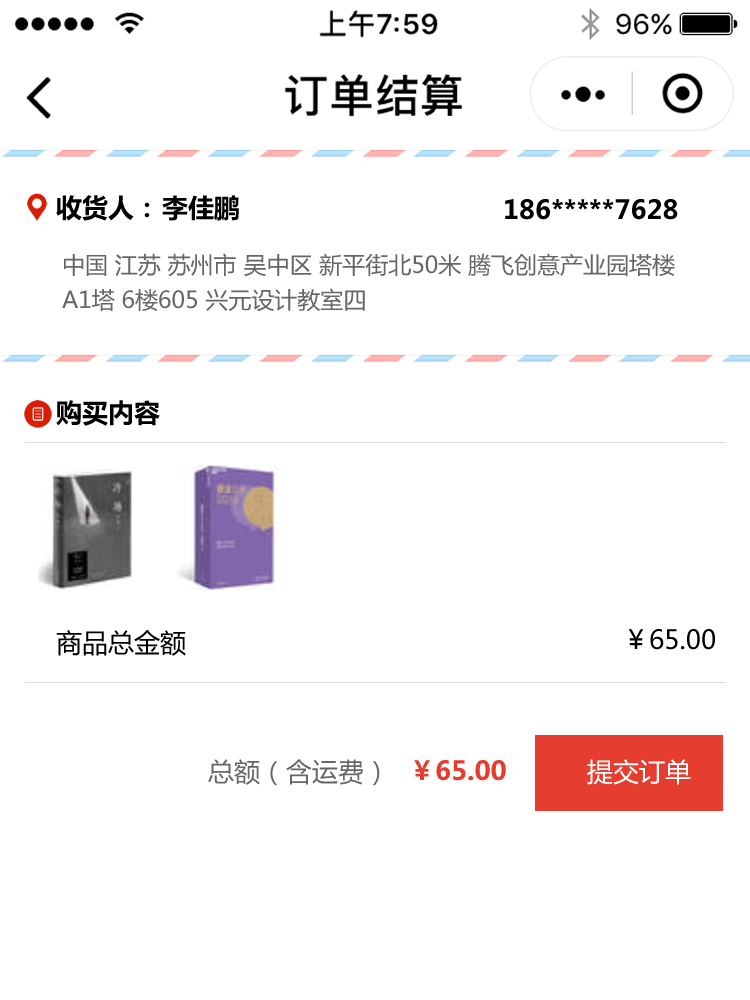 上午7:59
96%
订单结算
收货人：李佳鹏
186*****7628
中国 江苏 苏州市 吴中区 新平街北50米 腾飞创意产业园塔楼
A1塔 6楼605 兴元设计教室四
购买内容
商品总金额
¥65.00
总额（含运费）
¥65.00
提交订单